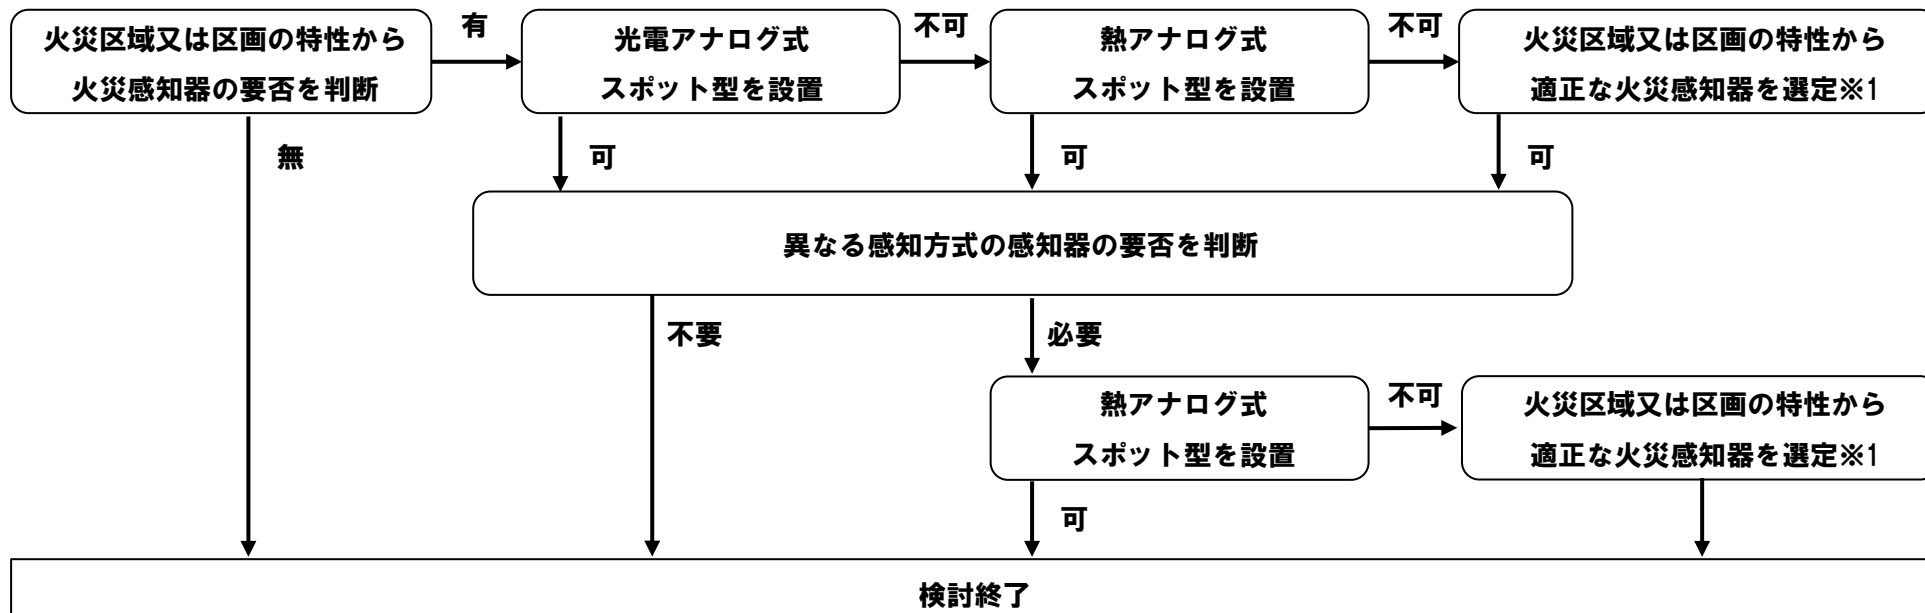 火災区域又は区画の特性から
火災感知器の要否を判断
有
光電アナログ式
スポット型を設置
不可
熱アナログ式
スポット型を設置
不可
火災区域又は区画の特性から
適正な火災感知器を選定※1
無
可
可
可
異なる感知方式の感知器の要否を判断
不要
必要
熱アナログ式
スポット型を設置
不可
火災区域又は区画の特性から
適正な火災感知器を選定※1
可
検討終了